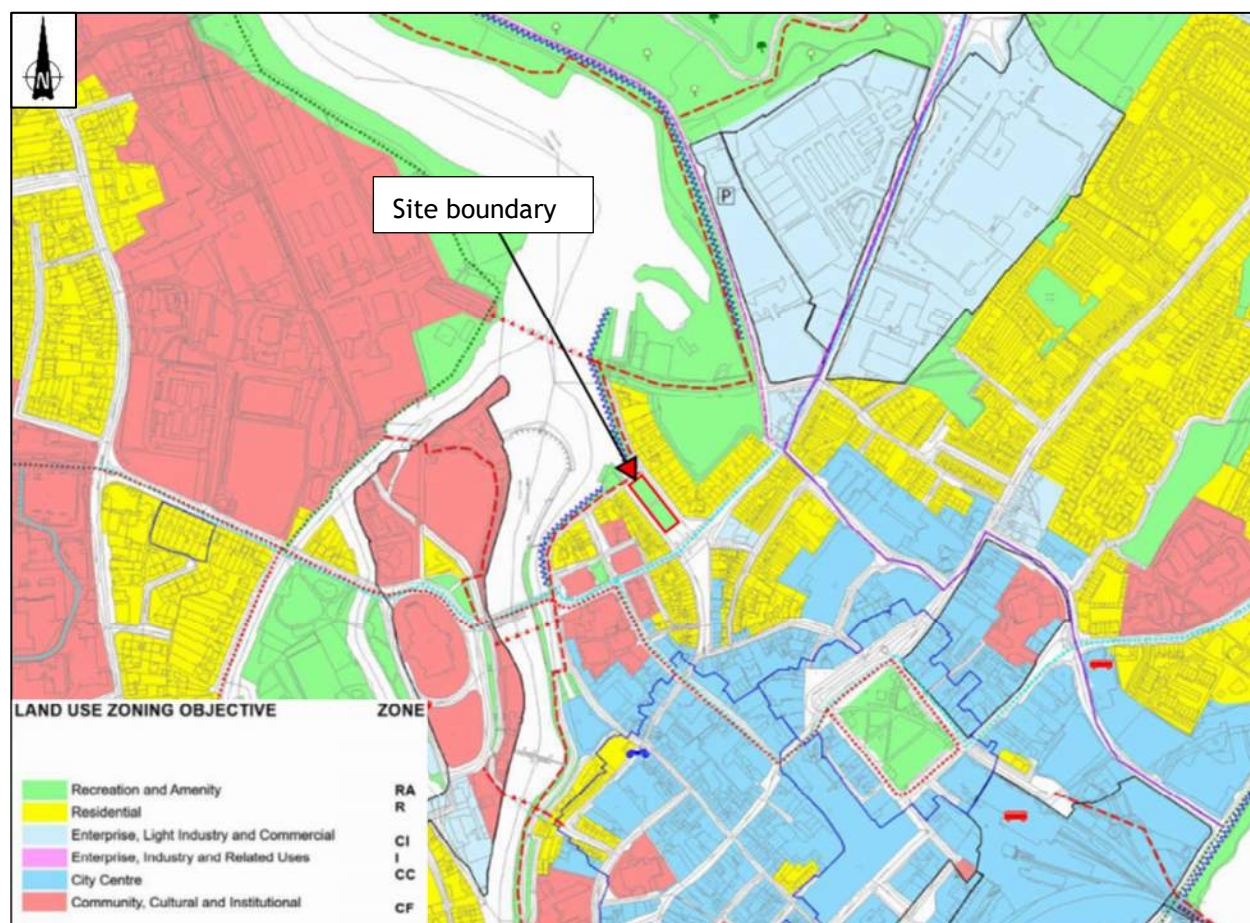 N
Site boundary
P
LAND USE ZONING OBJECTIVE ZONE
Recreation and Amenity RA
Residential R
Enterprise, Light Industry and Commercial CI
Enterprise, Industry and Related Uses I
City Centre CC
Community, Cultural and Institutional CF